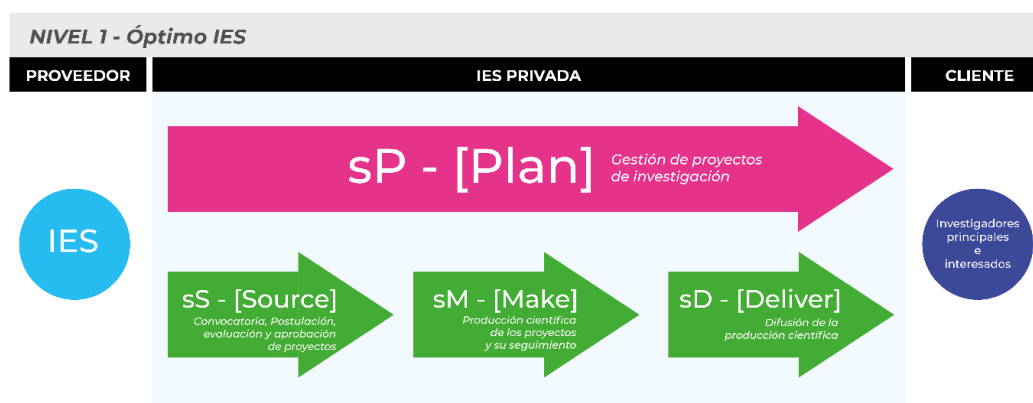 NIVEL 1 - Óptimo IES
PROVEEDOR
IES PRIVADA
CLIENTE
sP - [Plan]
Gestión de proyectos
de investigación
IES
Investigadores
principales
e
interesados
sS - [Source]
Convocatoria, Postulación,
evaluación y aprobación
de proyectos
sM - [Make]
Producción científica
de los proyectos
y su seguimiento
sD - [Deliver]
Difusión de la
producción científica